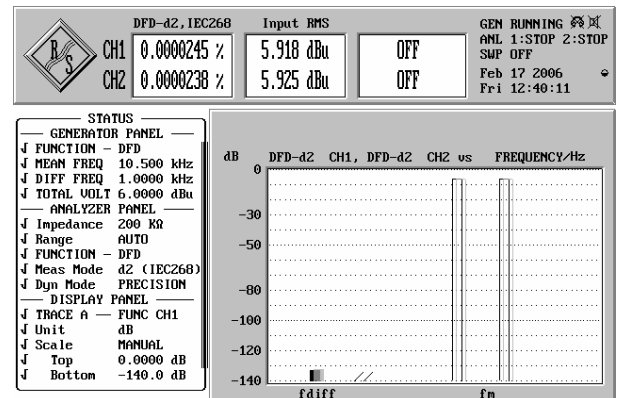 DFD-d2,IEC268 Input RMS
R S
CH1 0.0000245 % 5.918 dBu OFF
CH2 0.0000238 % 5.925 dBu OFF
GEN RUNNING
ANL 1:STOP 2:STOP
SWP OFF
Feb 17 2006
Fri 12:40:11
STATUS
GENERATOR PANEL
√ FUNCTION - DFD
√ MEAN FREQ 10.500 kHz
√ DIFF FREQ 1.0000 kHz
√ TOTAL VOLT 6.0000 dBu
ANALYZER PANEL
√ Impedance 200 KΩ
√ Range AUTO
√ FUNCTION - DFD
√ Meas Mode d2 (IEC268)
√ Dyn Mode PRECISION
DISPLAY PANEL
√ TRACE A — FUNC CH1
√ Unit dB
√ Scale MANUAL
√ Top 0.0000 dB
√ Bottom -140.0 dB
dB DFD-d2 CH1, DFD-d2 CH2 vs FREQUENCY/Hz
0
-30
-50
-80
-100
-120
-140
fdiff fm